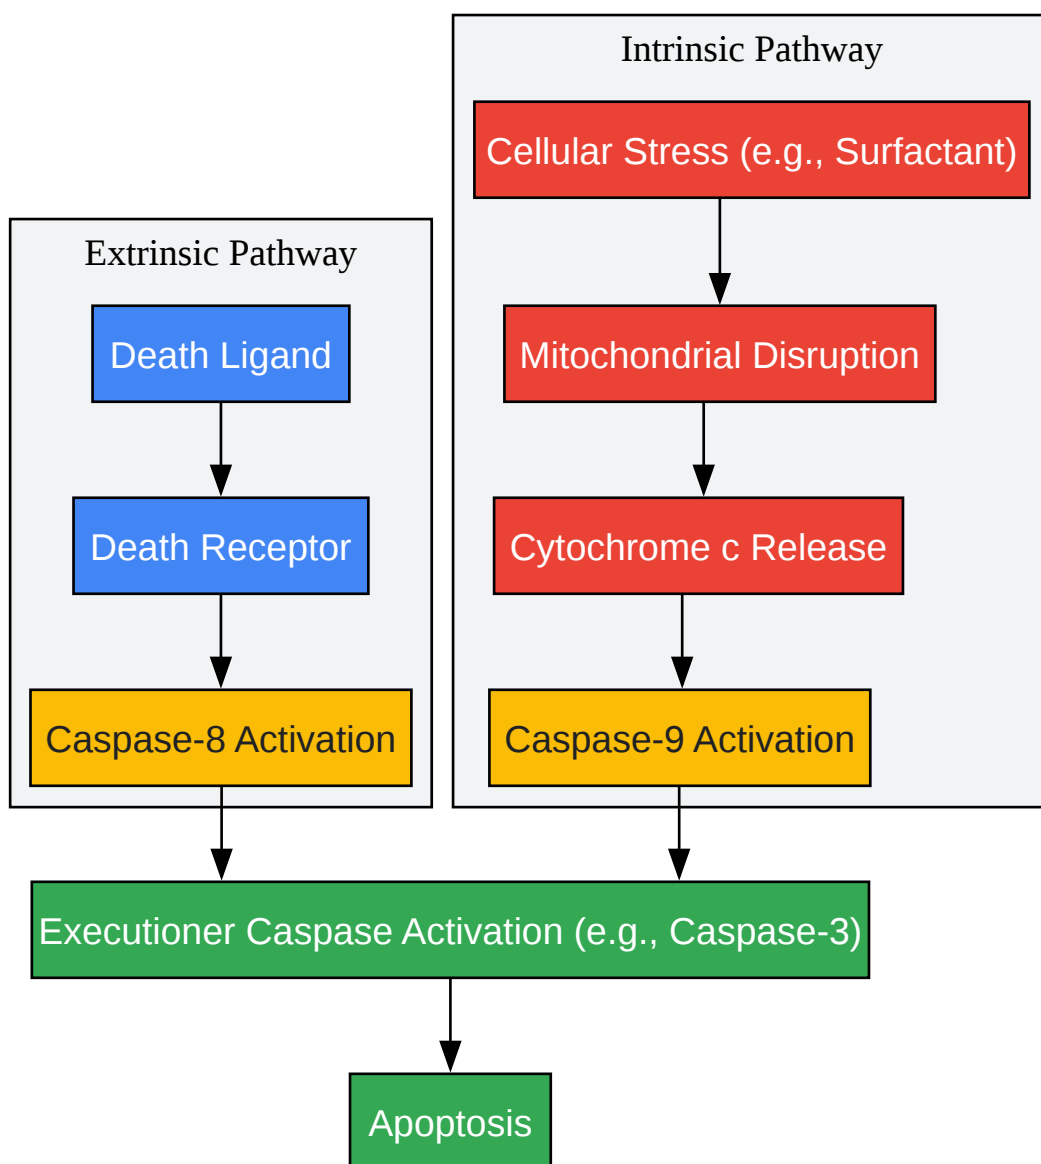 Intrinsic Pathway
Cellular Stress (e.g., Surfactant)
Extrinsic Pathway
Death Ligand
Mitochondrial Disruption
Death Receptor
Cytochrome c Release
Caspase-8 Activation
Caspase-9 Activation
Executioner Caspase Activation (e.g., Caspase-3)
Apoptosis